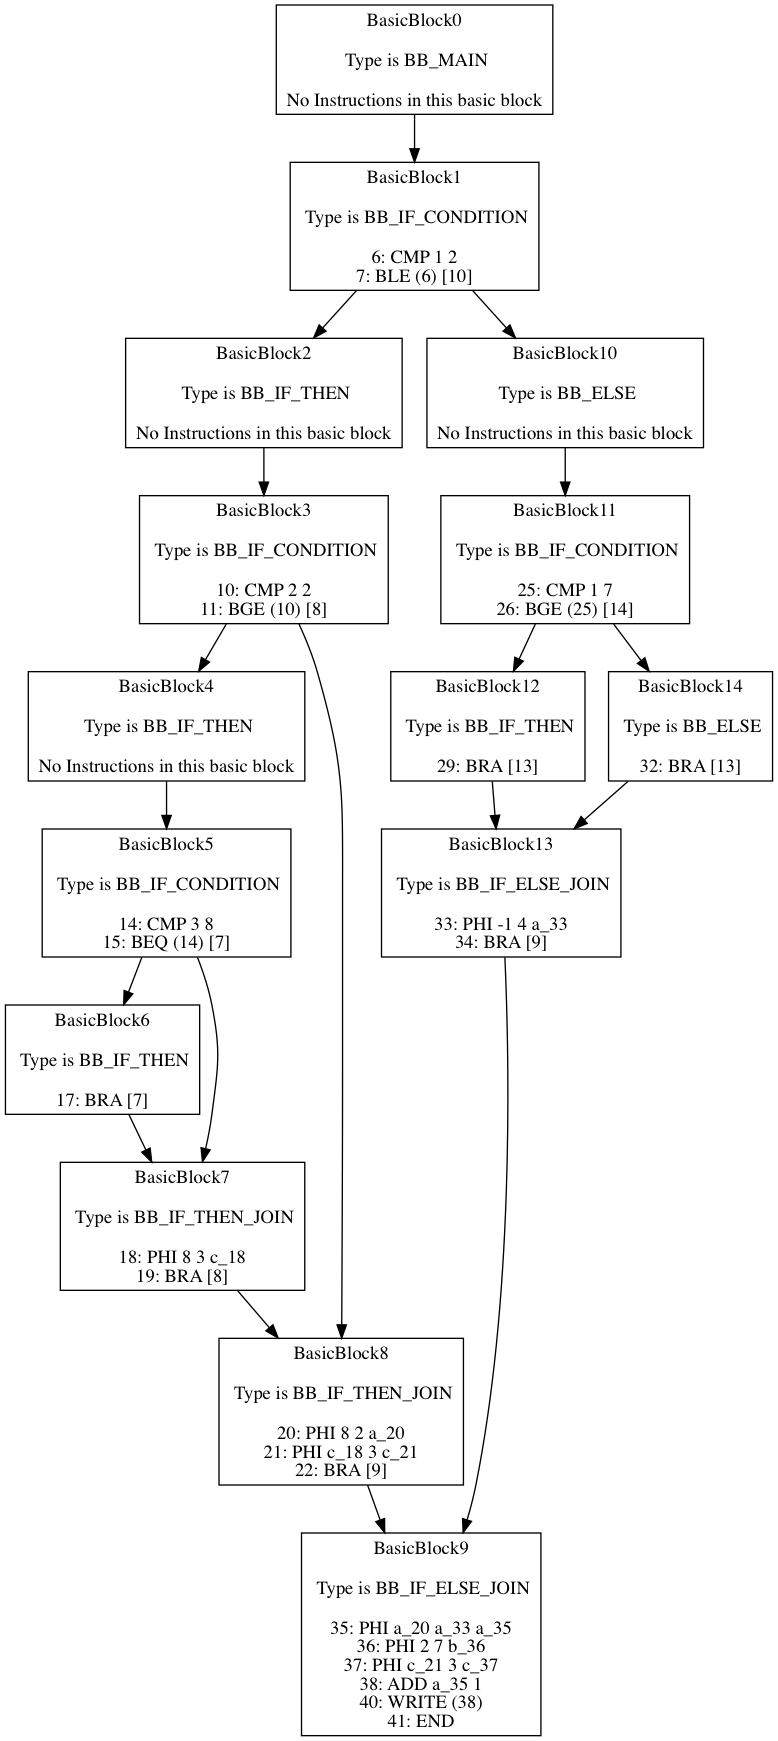 BasicBlock0
Type is BB_MAIN
No Instructions in this basic block
BasicBlock1
Type is BB_IF_CONDITION
6: CMP 1 2
7: BLE (6) [10]
BasicBlock2
Type is BB_IF_THEN
No Instructions in this basic block
BasicBlock10
Type is BB_ELSE
No Instructions in this basic block
BasicBlock3
Type is BB_IF_CONDITION
10: CMP 2 2
11: BGE (10) [8]
BasicBlock11
Type is BB_IF_CONDITION
25: CMP 1 7
26: BGE (25) [14]
BasicBlock4
Type is BB_IF_THEN
No Instructions in this basic block
BasicBlock12
Type is BB_IF_THEN
29: BRA [13]
BasicBlock14
Type is BB_ELSE
32: BRA [13]
BasicBlock5
Type is BB_IF_CONDITION
14: CMP 3 8
15: BEQ (14) [7]
BasicBlock13
Type is BB_IF_ELSE_JOIN
33: PHI -1 4 a_33
34: BRA [9]
BasicBlock6
Type is BB_IF_THEN
17: BRA [7]
BasicBlock7
Type is BB_IF_THEN_JOIN
18: PHI 8 3 c_18
19: BRA [8]
BasicBlock8
Type is BB_IF_THEN_JOIN
20: PHI 8 2 a_20
21: PHI c_18 3 c_21
22: BRA [9]
BasicBlock9
Type is BB_IF_ELSE_JOIN
35: PHI a_20 a_33 a_35
36: PHI 2 7 b_36
37: PHI c_21 3 c_37
38: ADD a_35 1
40: WRITE (38)
41: END